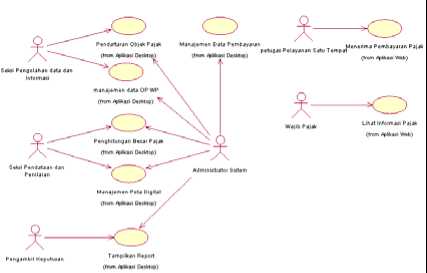 Pendaftaran Objek Pajak
(from Aplikasi Desktop)
Manajemen Data Pembayaran
(from Aplikasi Desktop)
petugas Pelayanan Satu Tempat
Menerima Pembayaran Pajak
(from Aplikasi Web)
Seksi Pengolahan data dan
Informasi
manajemen data OP WP
(from Aplikasi Desktop)
Wajib Pajak
Lihat Informasi Pajak
(from Aplikasi Web)
Penghitungan Besar Pajak
(from Aplikasi Desktop)
Seksi Pendataan dan
Penilaian
Administrator Sistem
Manajemen Peta Digital
(from Aplikasi Desktop)
Pengambil Keputusan
Tampilkan Report
(from Aplikasi Desktop)